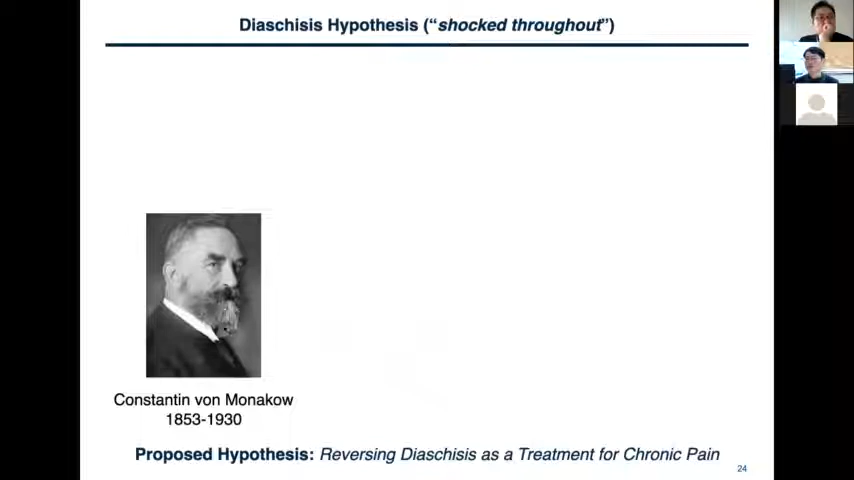 Diaschisis Hypothesis (“shocked throughout”)
Constantin von Monakow
1853-1930
Proposed Hypothesis: Reversing Diaschisis as a Treatment for Chronic Pain
24